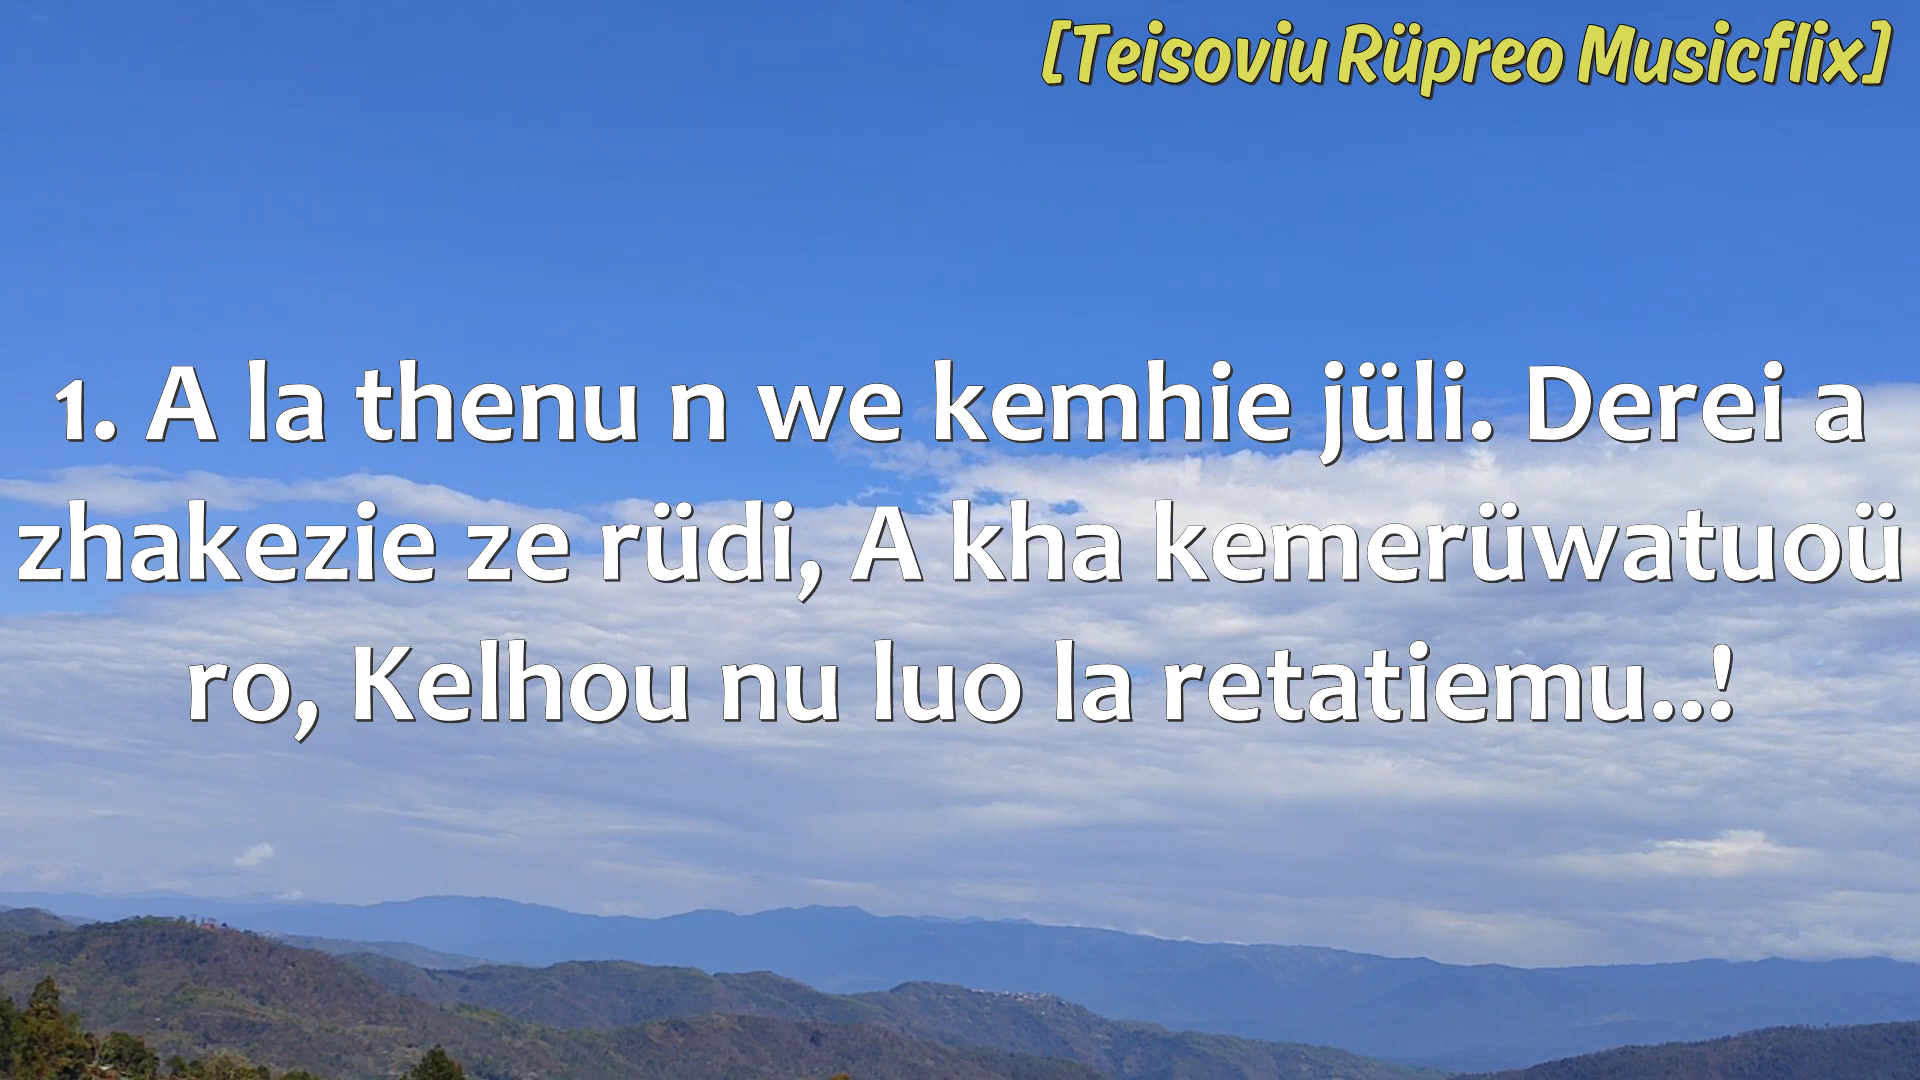 [Teisoviu Rüpreo Musicflix]
1. A la thenu n we kemhie jüli. Derei a
zhakezie ze rüdi, A kha kemerüwatuoü
ro, Kelhou nu luo la retatiemu..!